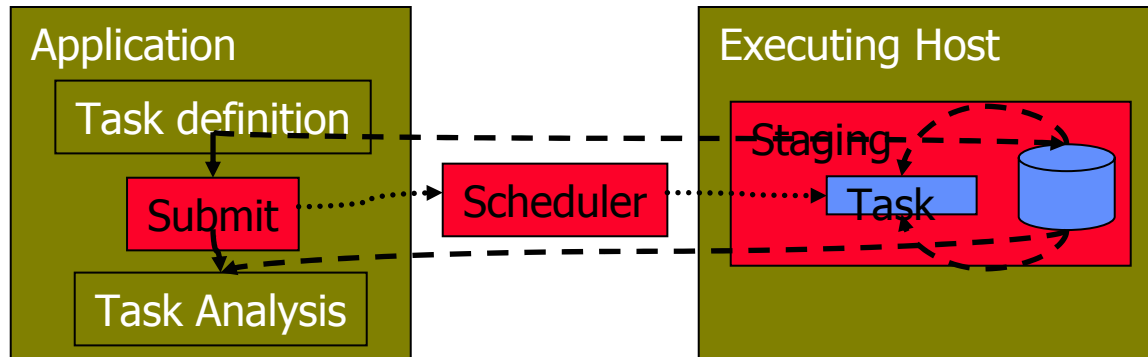 Application
Task definition
Submit
Task Analysis
Scheduler
Executing Host
Staging
Task